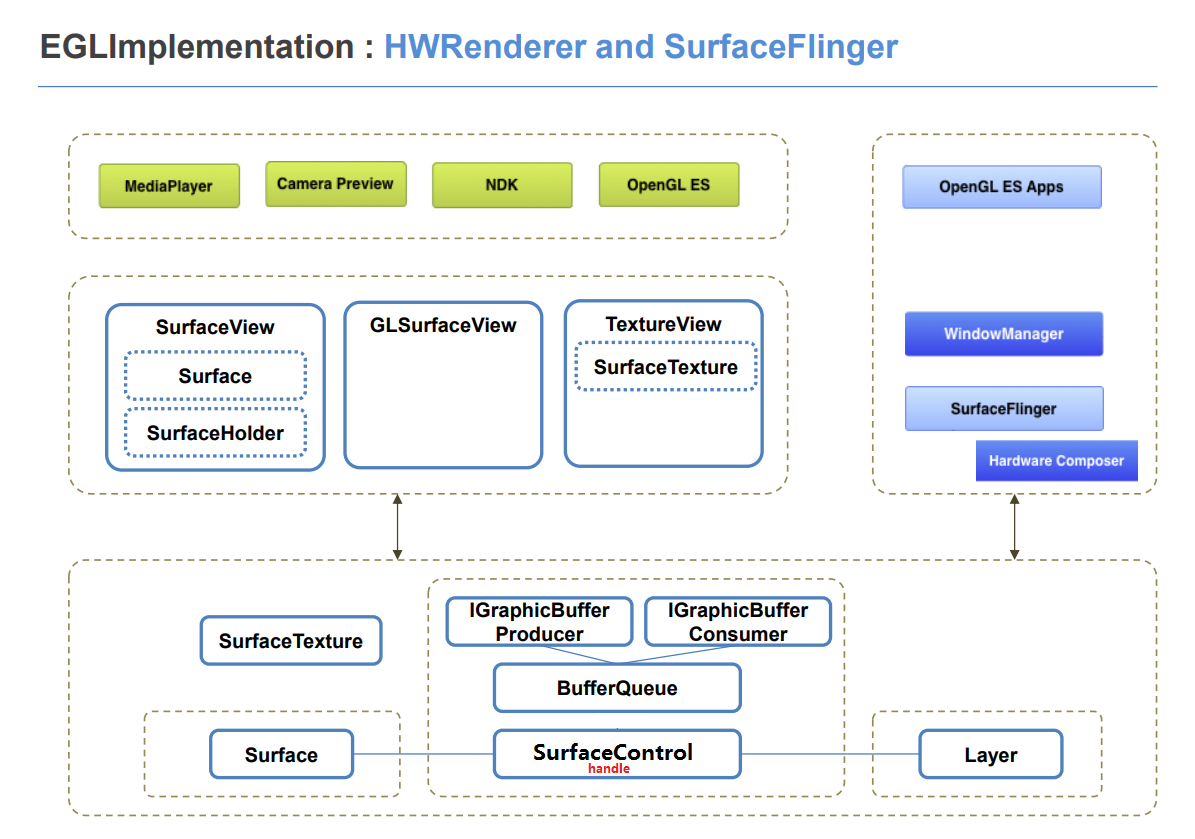 EGLImplementation : HWRenderer and SurfaceFlinger
MediaPlayer
Camera Preview
NDK
OpenGL ES
OpenGL ES Apps
SurfaceView
Surface
SurfaceHolder
GLSurfaceView
TextureView
SurfaceTexture
WindowManager
SurfaceFlinger
Hardware Composer
SurfaceTexture
IGraphicBuffer
Producer
IGraphicBuffer
Consumer
BufferQueue
Surface
SurfaceControl
handle
Layer